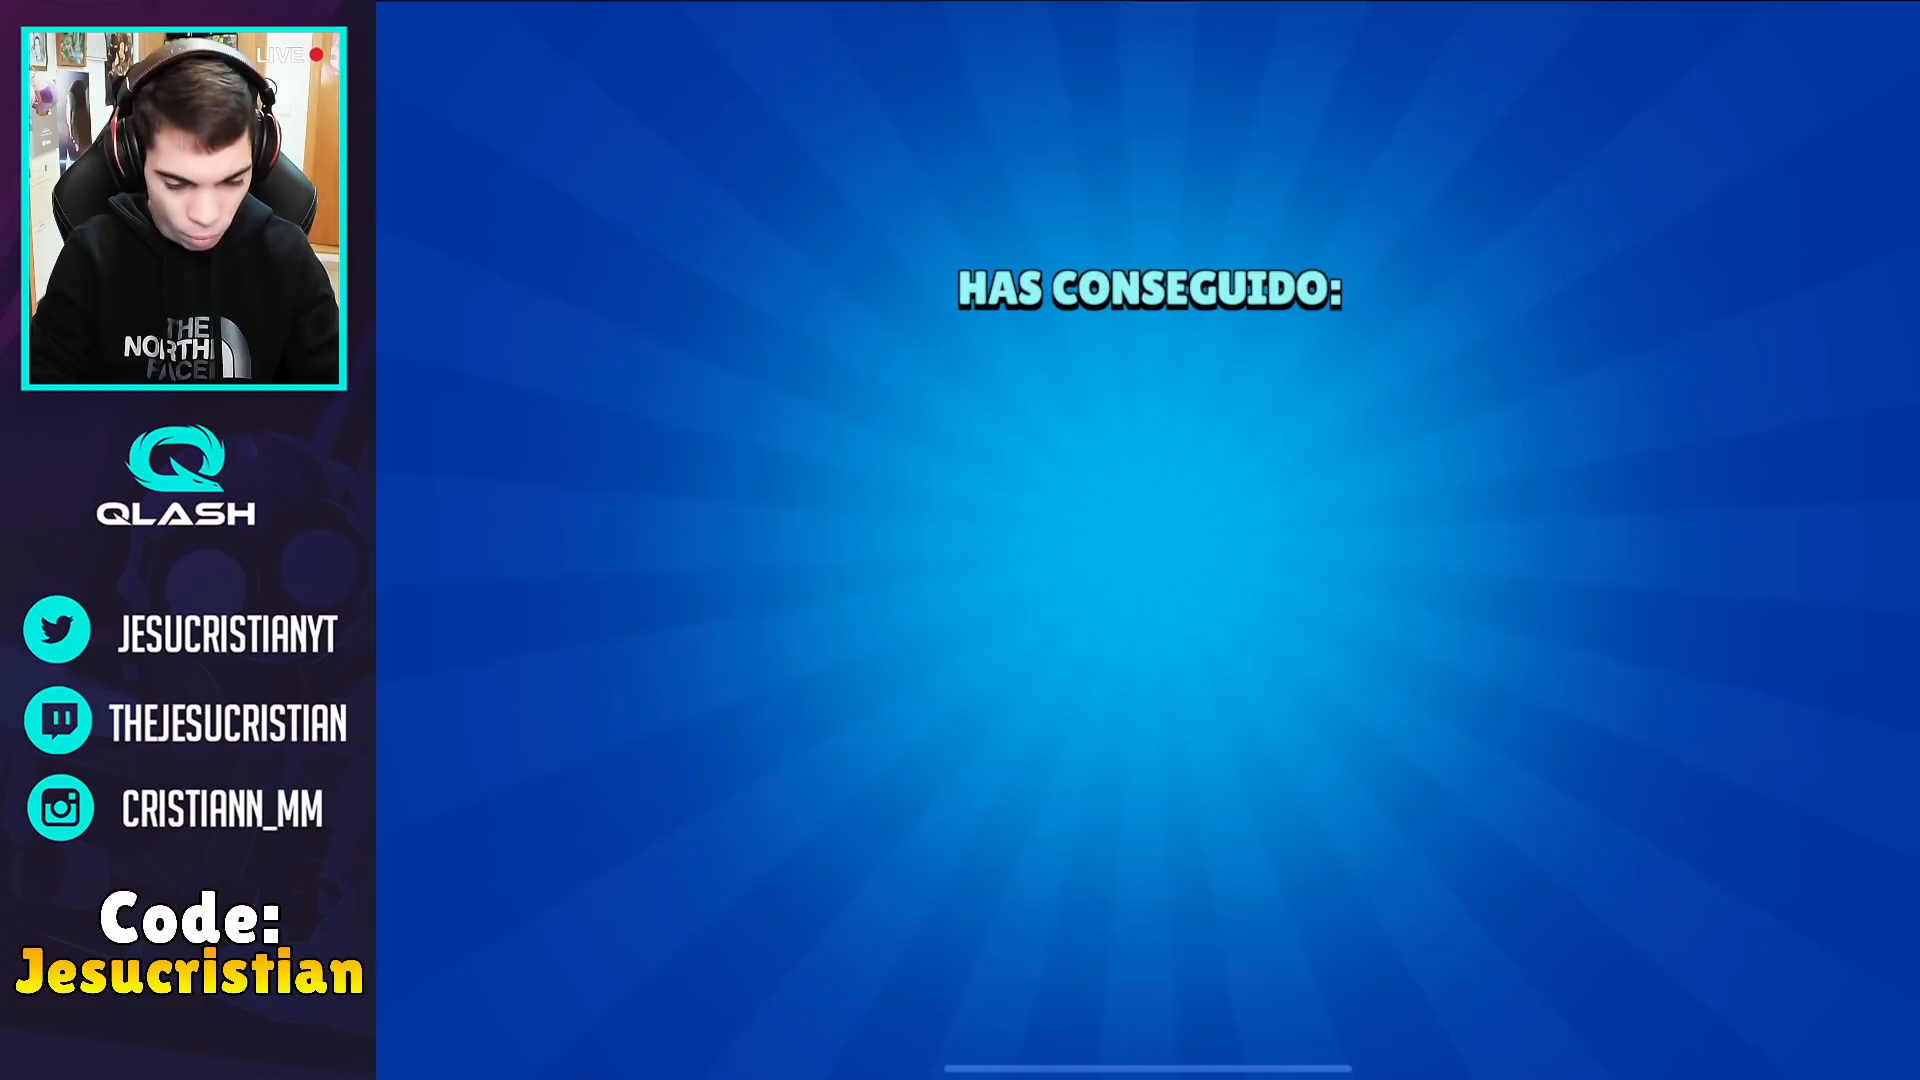 LIVE
THE
NORTH
FACE
QLASH
JESUCRISTIANYT
THEJESUCRISTIAN
CRISTIANN_MM
Code:
Jesucristian
HAS CONSEGUIDO: